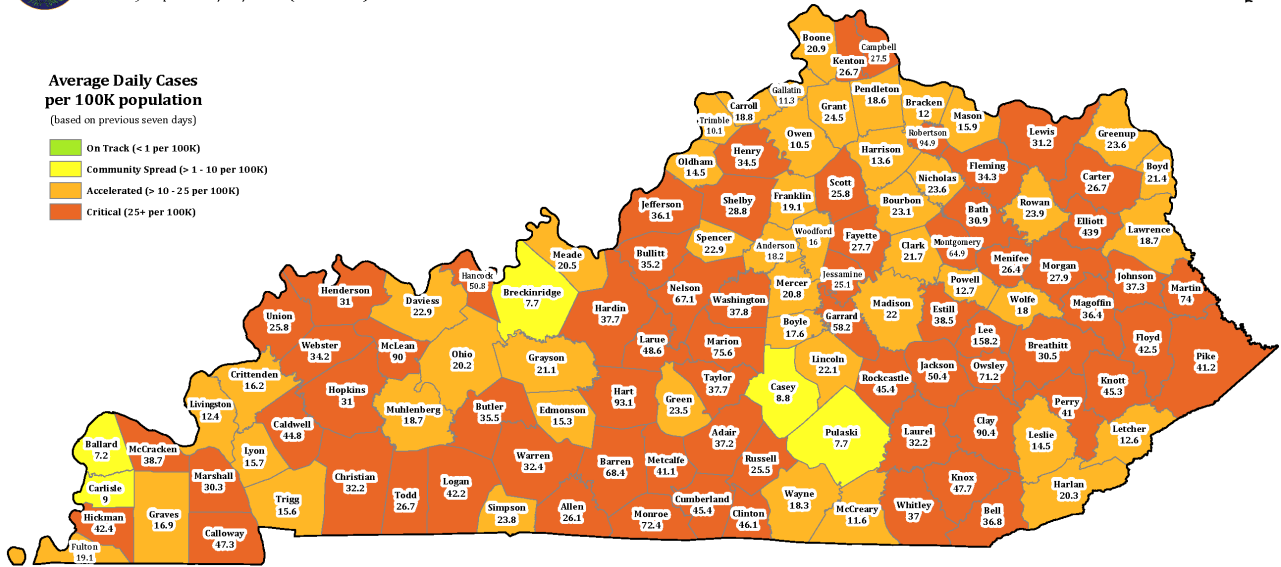 Average Daily Cases
per 100K population
(based on previous seven days)
On Track (< 1 per 100K)
Community Spread (> 1 - 10 per 100K)
Accelerated (> 10 - 25 per 100K)
Critical (25+ per 100K)
Boone
20.9
Kenton
26.7
Campbell
27.5
Gallatin
11.3
Carroll
18.8
Trimble
10.1
Grant
24.5
Pendleton
18.6
Bracken
12
Mason
15.9
Robertson
94.9
Lewis
31.2
Greenup
23.6
Boyd
21.4
Owen
10.5
Henry
34.5
Oldham
14.5
Harrison
13.6
Nicholas
23.6
Fleming
34.3
Carter
26.7
Scott
25.8
Shelby
28.8
Franklin
19.1
Jefferson
36.1
Bourbon
23.1
Bath
30.9
Rowan
23.9
Elliott
439
Lawrence
18.7
Spencer
22.9
Anderson
18.2
Woodford
16
Fayette
27.7
Clark
21.7
Montgomery
64.9
Menifee
26.4
Morgan
27.9
Johnson
37.3
Martin
74
Meade
20.5
Bullitt
35.2
Hancock
50.8
Breckinridge
7.7
Nelson
67.1
Washington
37.8
Mercer
20.8
Jessamine
25.1
Madison
22
Powell
12.7
Wolfe
18
Magoffin
36.4
Henderson
31
Daviess
22.9
Hardin
37.7
Estill
38.5
Garrard
58.2
Boyle
17.6
Union
25.8
Webster
34.2
McLean
90
Ohio
20.2
Grayson
21.1
Larue
48.6
Marion
75.6
Lincoln
22.1
Lee
158.2
Breathitt
30.5
Floyd
42.5
Pike
41.2
Jackson
50.4
Owsley
71.2
Rockcastle
45.4
Casey
8.8
Taylor
37.7
Knott
45.3
Crittenden
16.2
Hopkins
31
Hart
93.1
Green
23.5
Livingston
12.4
Muhlenberg
18.7
Butler
35.5
Edmonson
15.3
Perry
41
Caldwell
44.8
Adair
37.2
Pulaski
7.7
Laurel
32.2
Clay
90.4
Leslie
14.5
Letcher
12.6
Ballard
7.2
McCracken
38.7
Lyon
15.7
Warren
32.4
Barren
68.4
Metcalfe
41.1
Russell
25.5
Marshall
30.3
Christian
32.2
Logan
42.2
Carlisle
9
Todd
26.7
Trigg
15.6
Knox
47.7
Harlan
20.3
Simpson
23.8
Allen
26.1
Cumberland
45.4
Wayne
18.3
McCreary
11.6
Whitley
37
Bell
36.8
Monroe
72.4
Clinton
46.1
Hickman
42.4
Graves
16.9
Calloway
47.3
Fulton
19.1